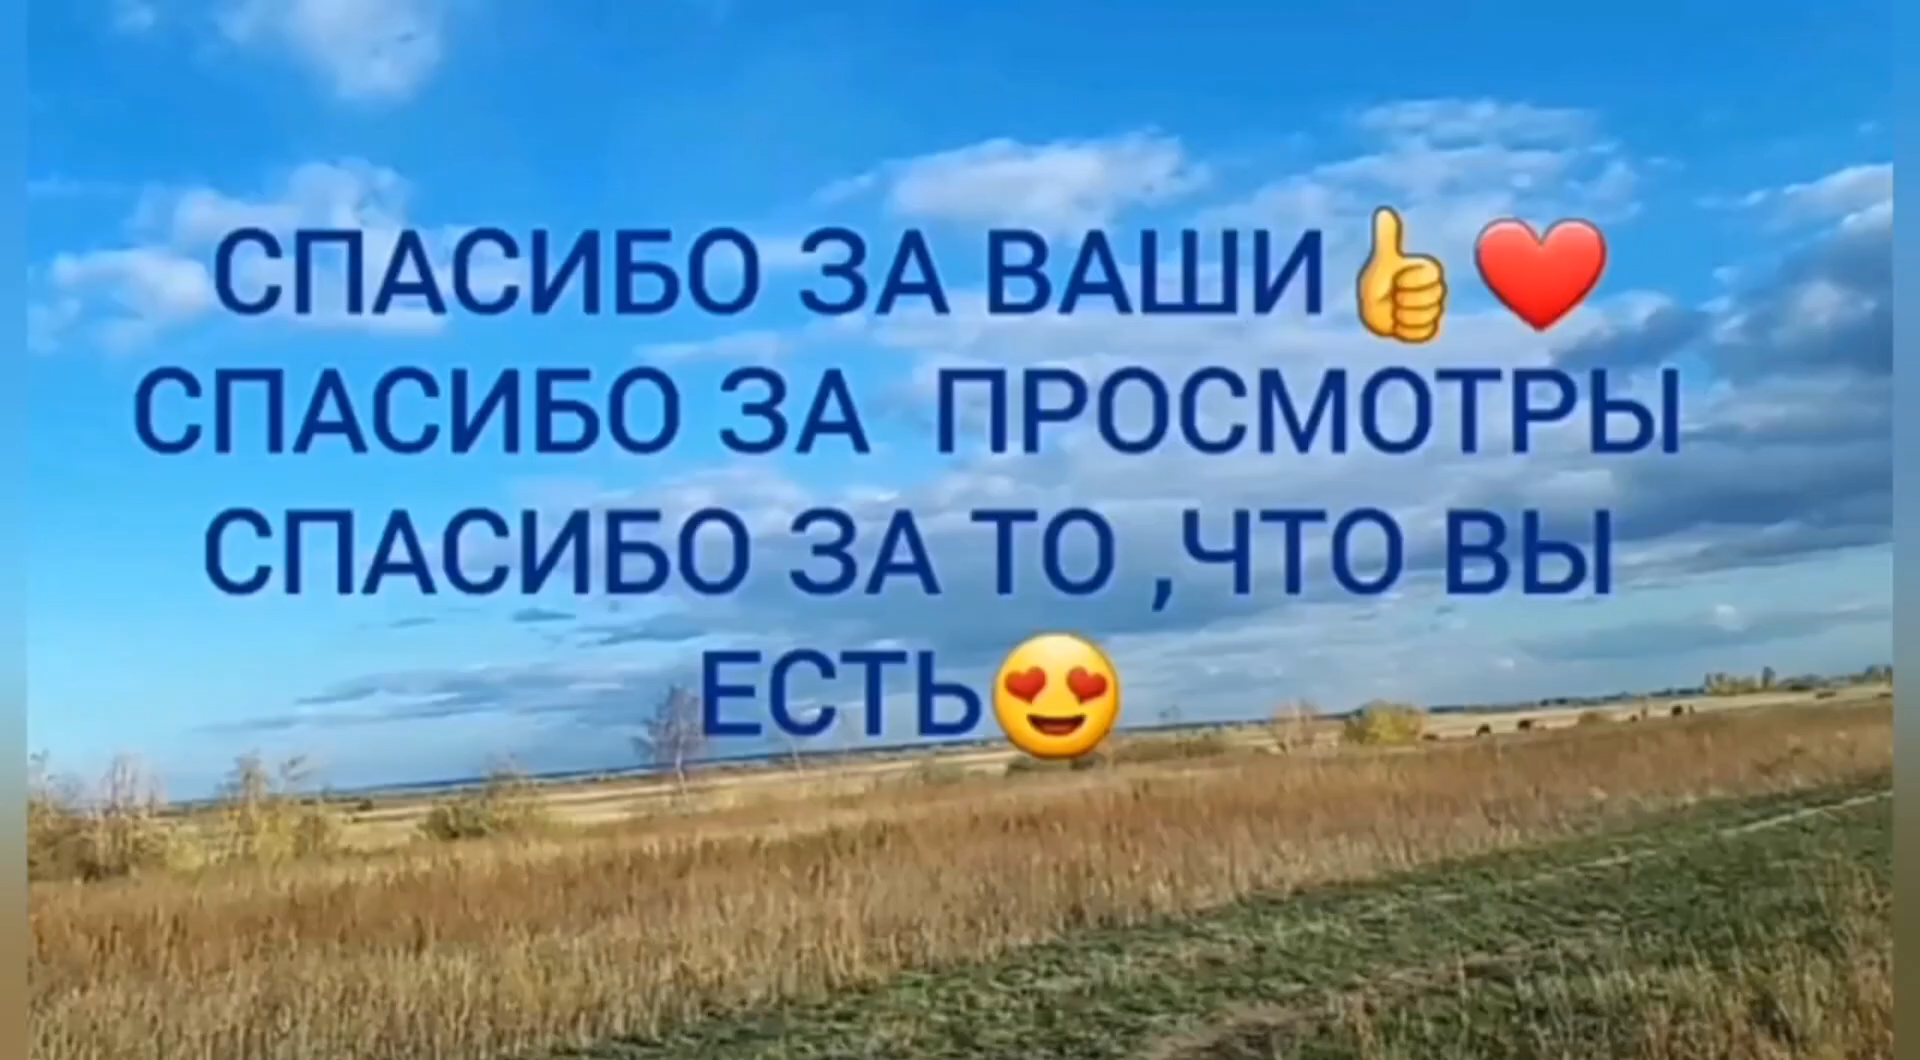 СПАСИБО ЗА ВАШИ👍❤️
СПАСИБО ЗА ПРОСМОТРЫ
СПАСИБО ЗА ТО ,ЧТО ВЫ
ЕСТЬ😍